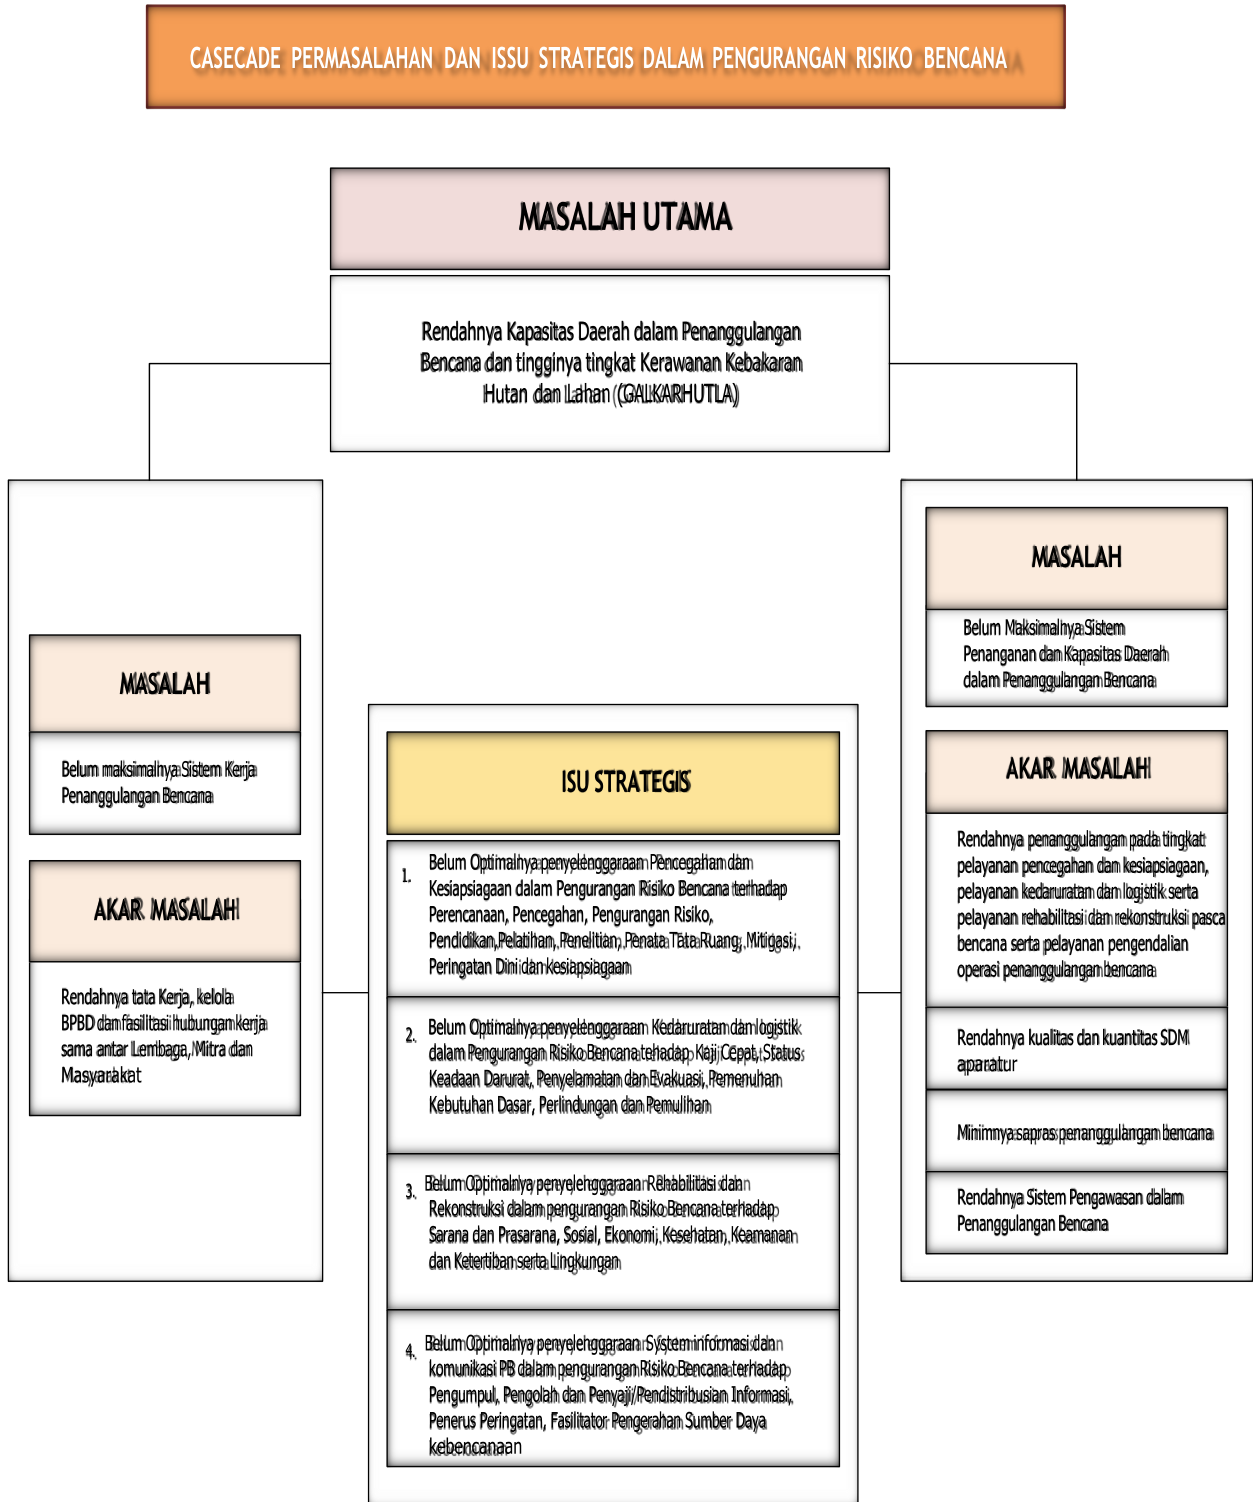 CASECADE PERMASALAHAN DAN ISSU STRATEGIS DALAM PENGURANGAN RISIKO BENCANA
MASALAH UTAMA
Rendahnya Kapasitas Daerah dalam Penanggulangan
Bencana dan tingginya tingkat Kerawanan Kebakaran
Hutan dan Lahan (GALKARHUTLA)
MASALAH
Belum maksimalnya Sistem Kerja
Penanggulangan Bencana
AKAR MASALAH
Rendahnya tata Kerja, kelola
BPBD dan fasilitasi hubungan kerja
sama antar Lembaga, Mitra dan
Masyarakat
ISU STRATEGIS
1. Belum Optimalnya penyelenggaraan Pencegahan dan
Kesiapsiagaan dalam Pengurangan Risiko Bencana terhadap
Perencanaan, Pencegahan, Pengurangan Risiko,
Pendidikan,Pelatihan, Penelitian, Penata Tata Ruang, Mitigasi,
Peringatan Dini dan kesiapsiagaan
2. Belum Optimalnya penyelenggaraan Kedaruratan dan logistik
dalam Pengurangan Risiko Bencana tehadap Kaji Cepat, Status
Keadaan Darurat, Penyelamatan dan Evakuasi, Pemenuhan
Kebutuhan Dasar, Perlindungan dan Pemulihan
3. Belum Optimalnya penyelenggaraan Rehabilitasi dan
Rekonstruksi dalam pengurangan Risiko Bencana terhadap
Sarana dan Prasarana, Sosial, Ekonomi, Kesehatan, Keamanan
dan Ketertiban serta Lingkungan
4. Belum Optimalnya penyelenggaraan System informasi dan
komunikasi PB dalam pengurangan Risiko Bencana terhadap
Pengumpul, Pengolah dan Penyaji/Pendistribusian Informasi,
Penerus Peringatan, Fasilitator Pengerahan Sumber Daya
kebencanaan
MASALAH
Belum Maksimalnya Sistem
Penanganan dan Kapasitas Daerah
dalam Penanggulangan Bencana
AKAR MASALAH
Rendahnya penanggulangan pada tingkat
pelayanan pencegahan dan kesiapsiagaan,
pelayanan kedaruratan dan logistik serta
pelayanan rehabilitasi dan rekonstruksi pasca
bencana serta pelayanan pengendalian
operasi penanggulangan bencana
Rendahnya kualitas dan kuantitas SDM
aparatur
Minimnya sapras penanggulangan bencana
Rendahnya Sistem Pengawasan dalam
Penanggulangan Bencana